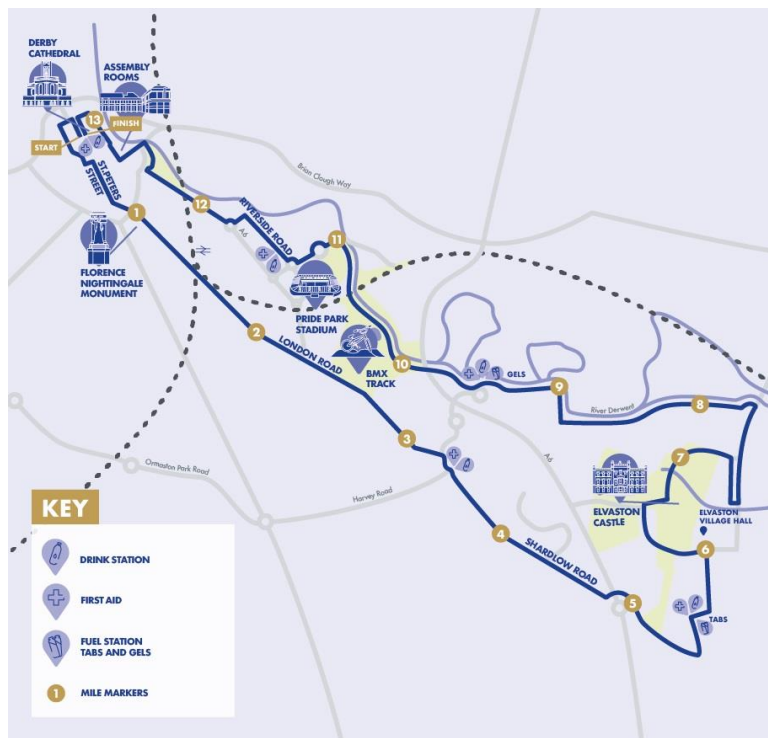 DERBY
CATHEDRAL
ASSEMBLY
ROOMS
13
FINISH
START
ST.PETERS
STREET
1
FLORENCE
NIGHTINGALE
MONUMENT
12
RIVERSIDE ROAD
A6
Brian Clough Way
11
PRIDE PARK
STADIUM
2
LONDON ROAD
BMX
TRACK
10
GELS
9
River Derwent
8
3
A6
7
Osmaston Park Road
Harvey Road
ELVASTON
CASTLE
ELVASTON
VILLAGE HALL
6
4
SHARDLOW ROAD
5
TABS
KEY
DRINK STATION
FIRST AID
FUEL STATION
TABS AND GELS
1
MILE MARKERS